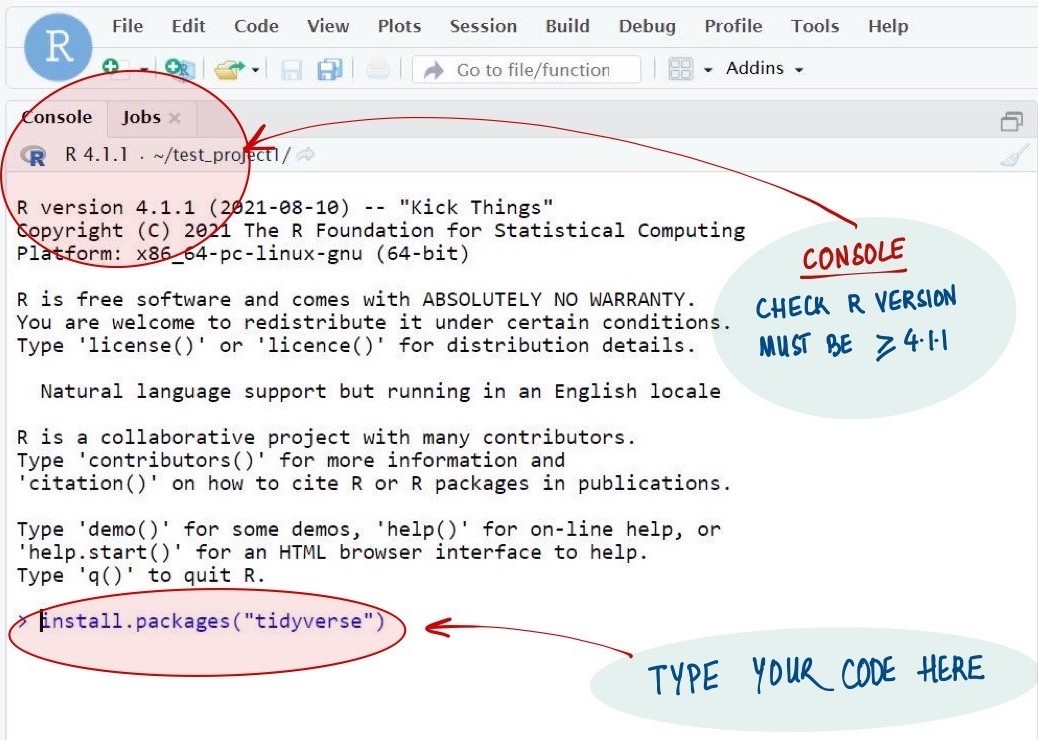 File Edit Code View Plots Session Build Debug Profile Tools Help
R
Go to file/function Addins
Console Jobs
R R 4.1.1 · ~/test_project1/
R version 4.1.1 (2021-08-10) -- "Kick Things"
Copyright (C) 2021 The R Foundation for Statistical Computing
Platform: x86_64-pc-linux-gnu (64-bit)
CONSOLE
CHECK R VERSION
MUST BE ⩾ 4.1.1
R is free software and comes with ABSOLUTELY NO WARRANTY.
You are welcome to redistribute it under certain conditions.
Type 'license()' or 'licence()' for distribution details.
Natural language support but running in an English locale
R is a collaborative project with many contributors.
Type 'contributors()' for more information and
'citation()' on how to cite R or R packages in publications.
Type 'demo()' for some demos, 'help()' for on-line help, or
'help.start()' for an HTML browser interface to help.
Type 'q()' to quit R.
> install.packages("tidyverse")
TYPE YOUR CODE HERE